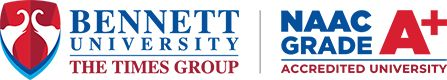 BENNETT
UNIVERSITY
THE TIMES GROUP
NAAC
GRADE A+
ACCREDITED UNIVERSITY